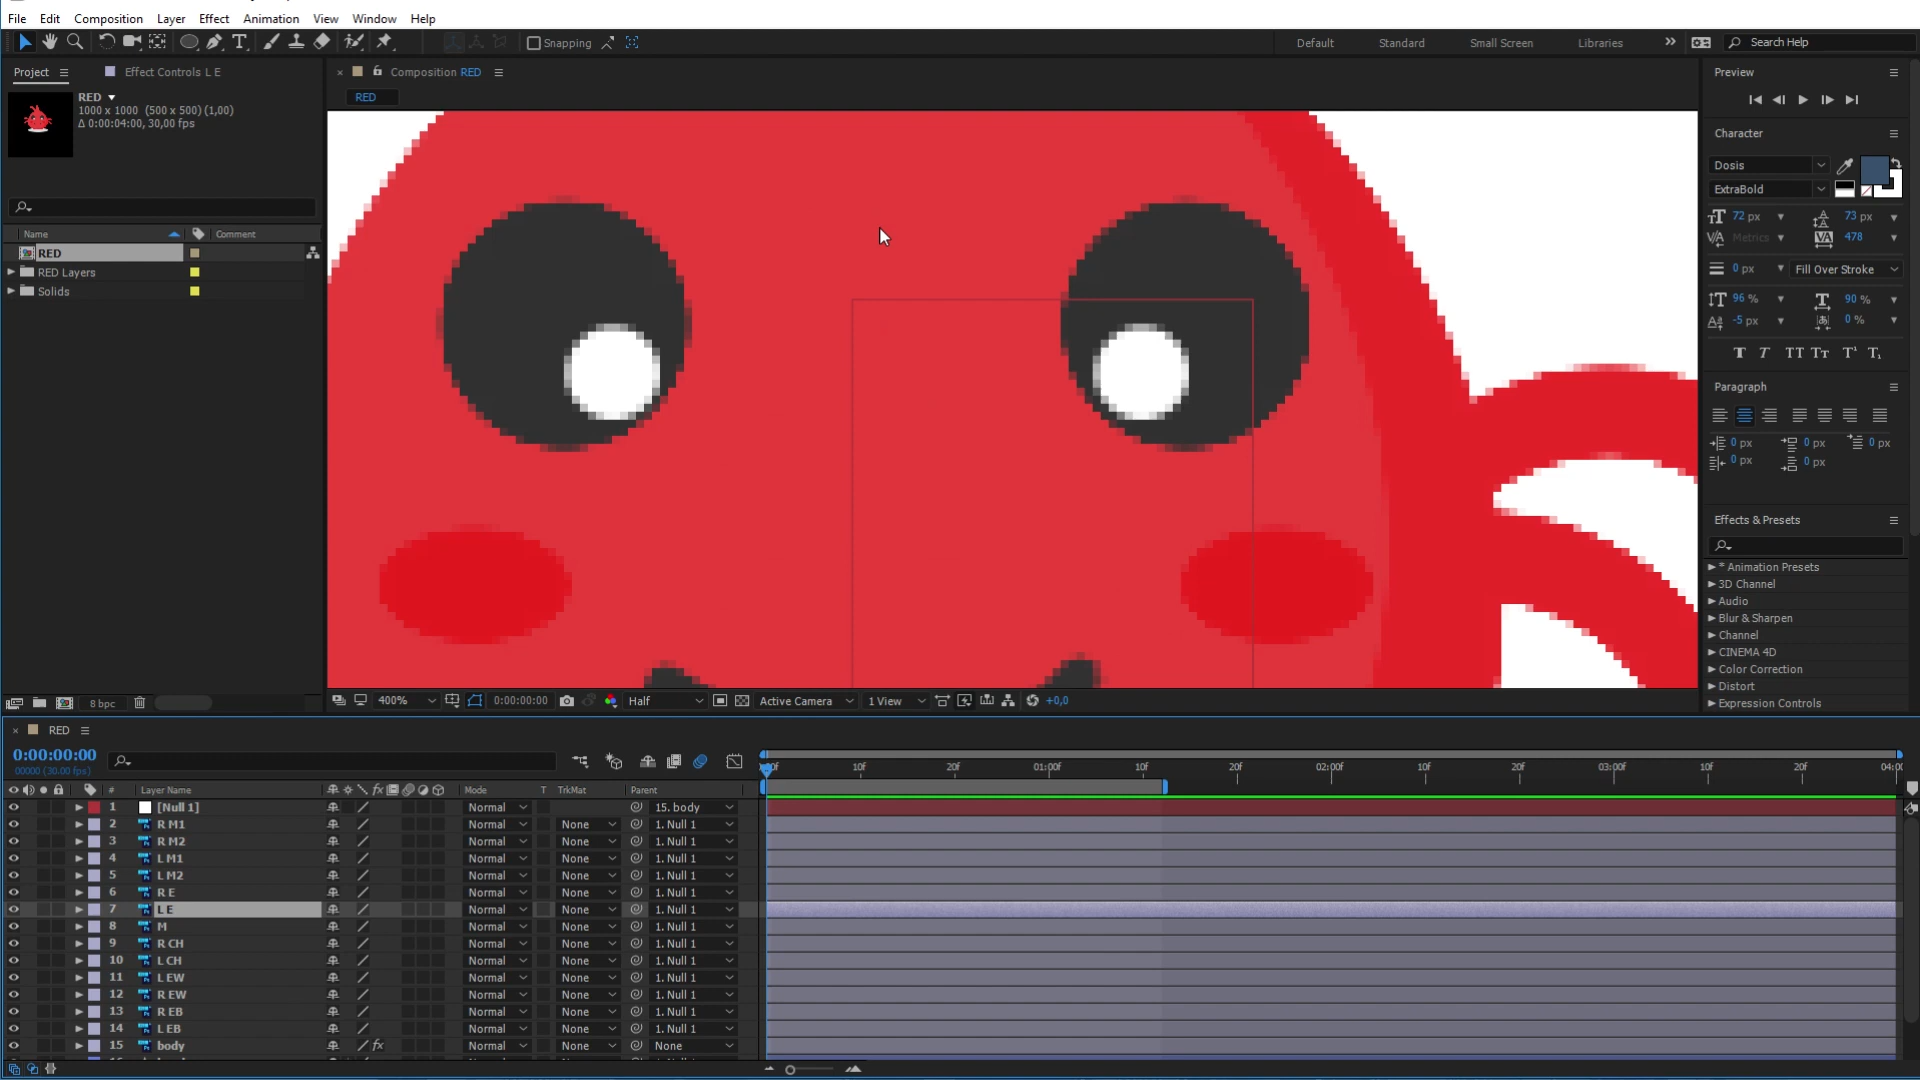 File Edit Composition Layer Effect Animation View Window Help
Snapping Default Standard Small Screen Libraries Search Help
Project Effect Controls L E
RED
1000 x 1000 (500 x 500) (1,00)
Δ 0:00:04:00, 30,00 fps
Name Comment
RED
RED Layers
Solids
8 bpc
Composition RED
RED
400% 0:00:00:00 Half Active Camera 1 View +0,0
Preview
Character
Dosis
ExtraBold
72 px 73 px
Metrics 478
0 px Fill Over Stroke
96 % 90 %
-5 px 0 %
T T TT Tr T¹ T₁
Paragraph
0 px 0 px 0 px
0 px 0 px
Effects & Presets
* Animation Presets
3D Channel
Audio
Blur & Sharpen
Channel
CINEMA 4D
Color Correction
Distort
Expression Controls
RED
0:00:00:00
00000 (30.00 fps)
10f 20f 01:00f 10f 20f 02:00f 10f 20f 03:00f 10f 20f 04:0
# Layer Name Mode T TrkMat Parent
1 [Null 1] Normal 15. body
2 R M1 Normal None 1. Null 1
3 R M2 Normal None 1. Null 1
4 L M1 Normal None 1. Null 1
5 L M2 Normal None 1. Null 1
6 R E Normal None 1. Null 1
7 L E Normal None 1. Null 1
8 M Normal None 1. Null 1
9 R CH Normal None 1. Null 1
10 L CH Normal None 1. Null 1
11 L EW Normal None 1. Null 1
12 R EW Normal None 1. Null 1
13 R EB Normal None 1. Null 1
14 L EB Normal None 1. Null 1
15 body fx Normal None None